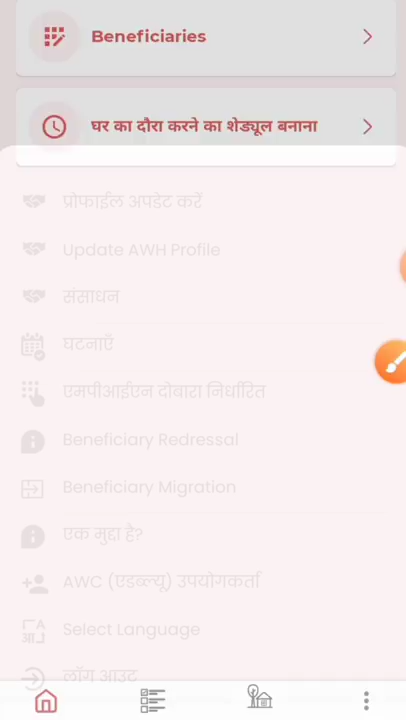 Beneficiaries
घर का दौरा करने का शेड्यूल बनाना
प्रोफाईल अपडेट करें
Update AWH Profile
संसाधन
घटनाएँ
एमपीआईएन दोबारा निर्धारित
Beneficiary Redressal
Beneficiary Migration
एक मुद्दा है?
AWC (एडब्ल्यू) उपयोगकर्ता
Select Language
लॉग आउट